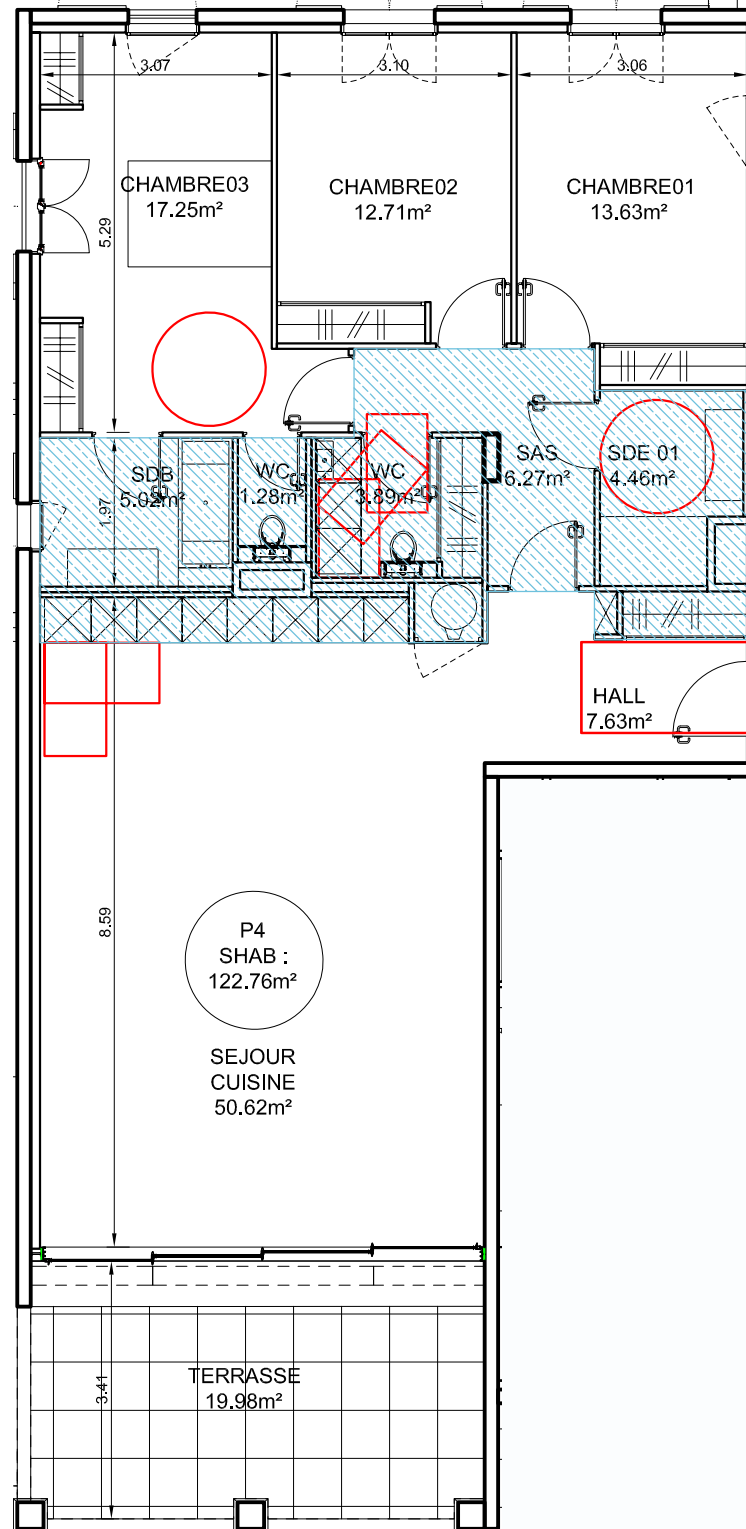 3.07
3.10
3.06
CHAMBRE03
17.25m²
CHAMBRE02
12.71m²
CHAMBRE01
13.63m²
5.29
SDB
5.02m²
WC
1.28m²
WC
3.89m²
SAS
6.27m²
SDE 01
4.46m²
1.97
HALL
7.63m²
8.59
P4
SHAB :
122.76m²
SEJOUR
CUISINE
50.62m²
TERRASSE
19.98m²
3.41